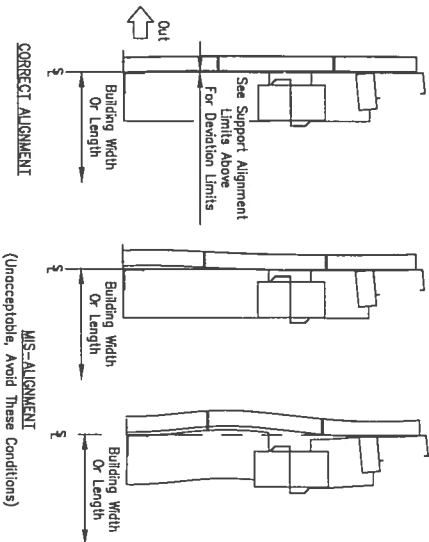 Out
See Support Alignment
Limits Above
For Deviation Limits
Building Width
Or Length
CORRECT ALIGNMENT
Building Width
Or Length
Building Width
Or Length
MIS-ALIGNMENT
(Unacceptable, Avoid These Conditions)